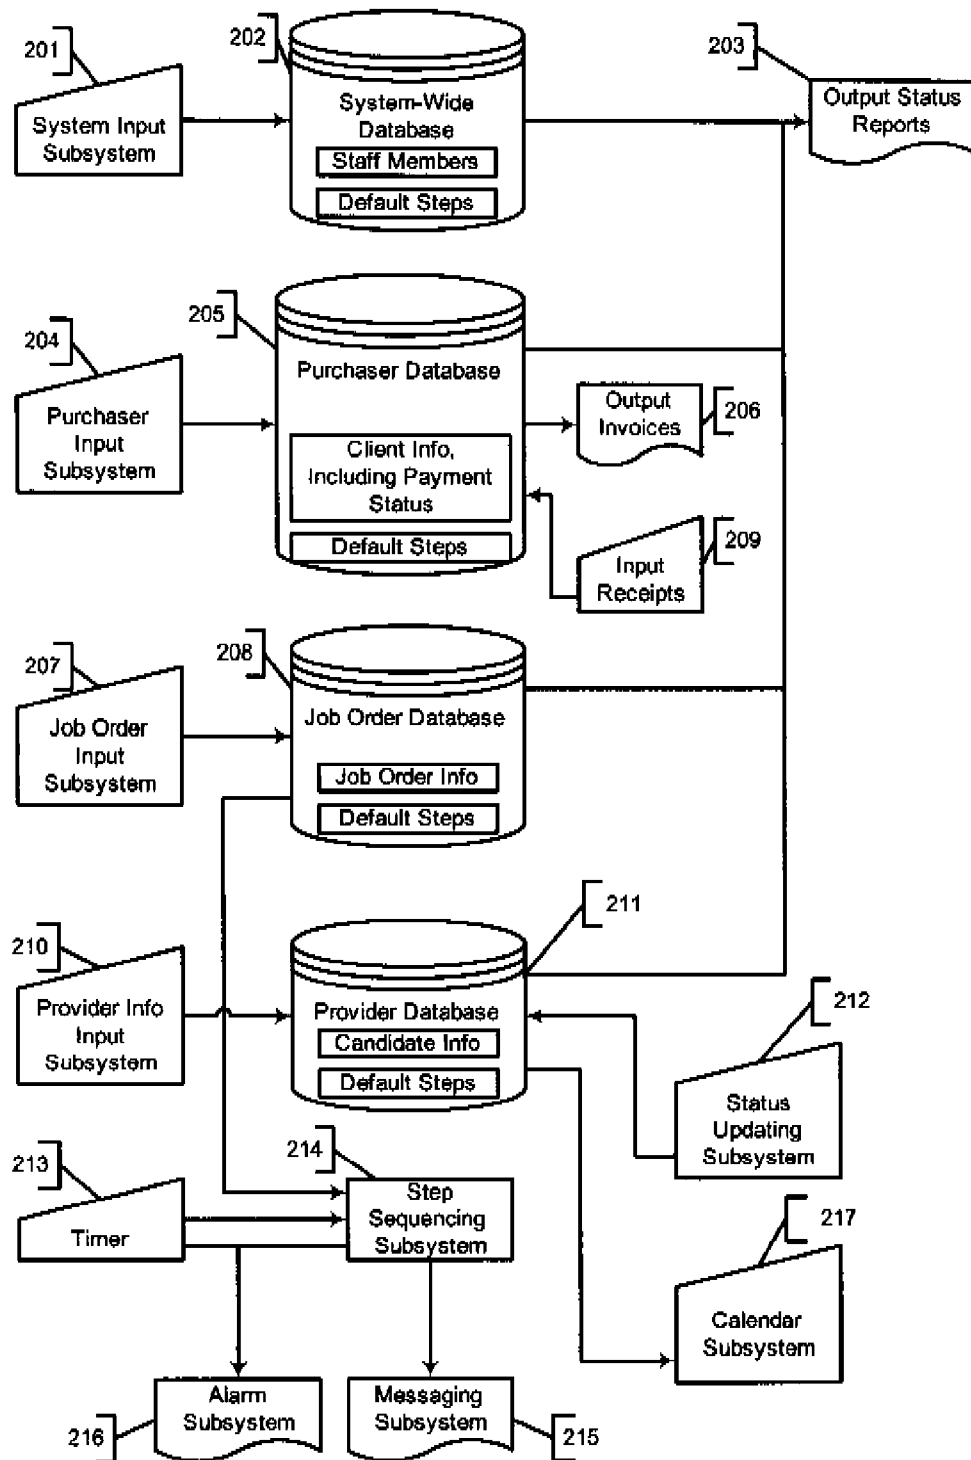 201
202
203
System Input
Subsystem
System-Wide
Database
Staff Members
Default Steps
Output Status
Reports
204
205
Purchaser
Input
Subsystem
Purchaser Database
Client Info,
Including Payment
Status
Default Steps
Output
Invoices
206
Input
Receipts
209
207
208
Job Order
Input
Subsystem
Job Order Database
Job Order Info
Default Steps
210
211
Provider Info
Input
Subsystem
Provider Database
Candidate Info
Default Steps
212
Status
Updating
Subsystem
213
214
Timer
Step
Sequencing
Subsystem
217
Calendar
Subsystem
Alarm
Subsystem
216
Messaging
Subsystem
215